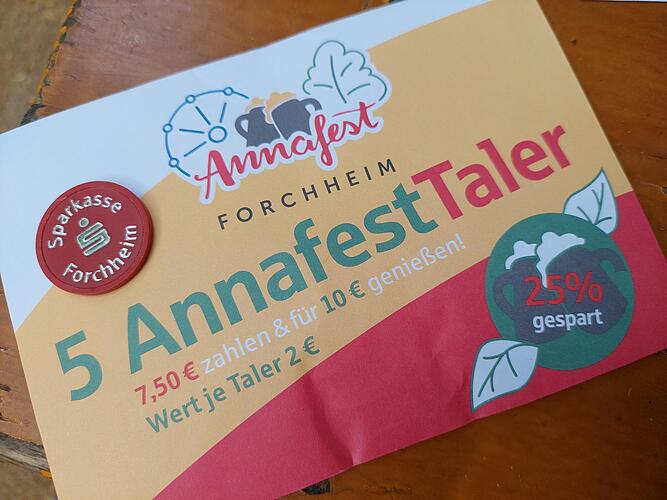 Annafest
FORCHHEIM
Sparkasse
Forchheim
5 AnnafestTaler
7,50 € zahlen & für 10 € genießen!
Wert je Taler 2 €
25%
gespart